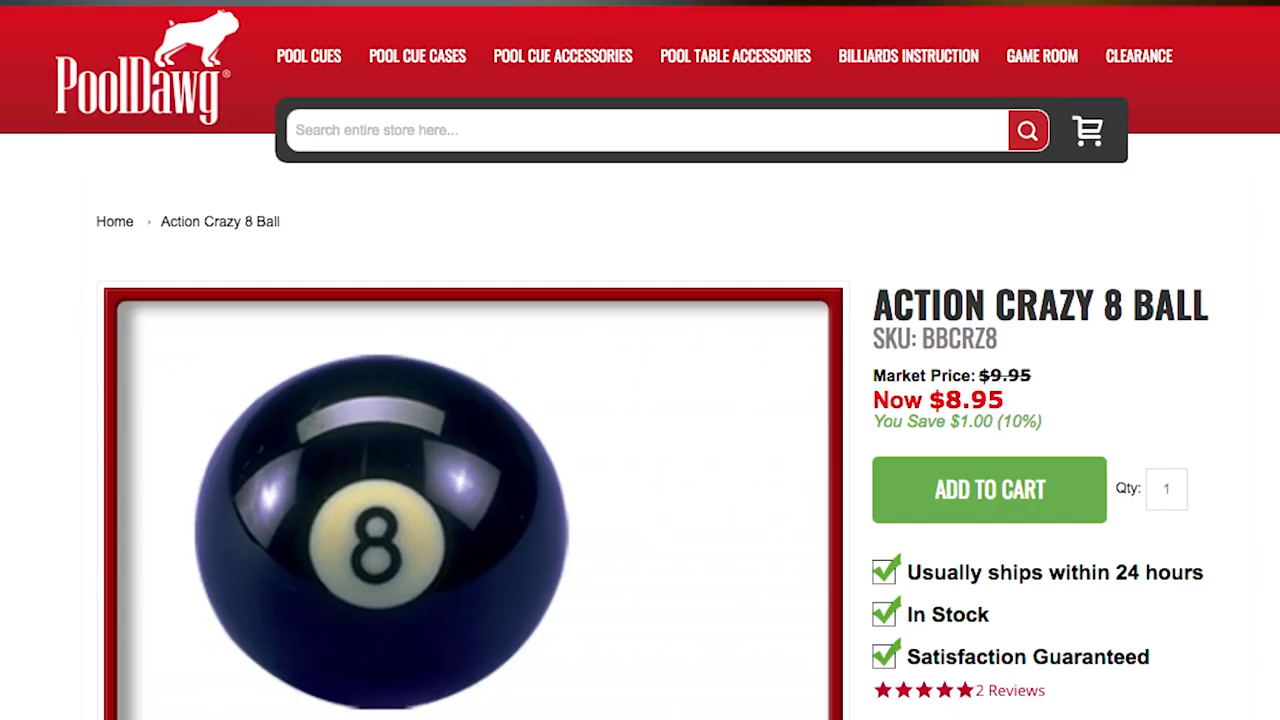 PoolDawg®
POOL CUES POOL CUE CASES POOL CUE ACCESSORIES POOL TABLE ACCESSORIES BILLIARDS INSTRUCTION GAME ROOM CLEARANCE
Search entire store here...
Home › Action Crazy 8 Ball
8
ACTION CRAZY 8 BALL
SKU: BBCRZ8
Market Price: $9.95
Now $8.95
You Save $1.00 (10%)
ADD TO CART Qty: 1
Usually ships within 24 hours
In Stock
Satisfaction Guaranteed
2 Reviews